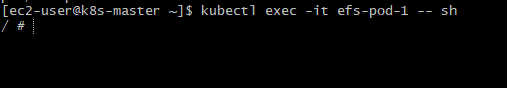 [ec2-user@k8s-master ~]$ kubectl exec -it efs-pod-1 -- sh
/ #